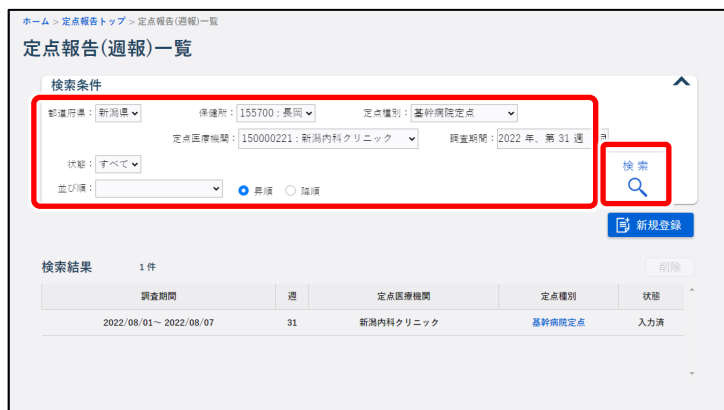 ホーム > 定点報告トップ > 定点報告(週報)一覧
定点報告(週報)一覧
検索条件
都道府県： 新潟県 保健所： 155700：長岡 定点種別： 基幹病院定点
定点医療機関： 150000221：新潟内科クリニック 調査期間： 2022 年、第 31 週
状態： すべて
検 索
並び順： 昇順 降順
新規登録
検索結果 1 件 削除
調査期間 週 定点医療機関 定点種別 状態
2022/08/01～ 2022/08/07 31 新潟内科クリニック 基幹病院定点 入力済